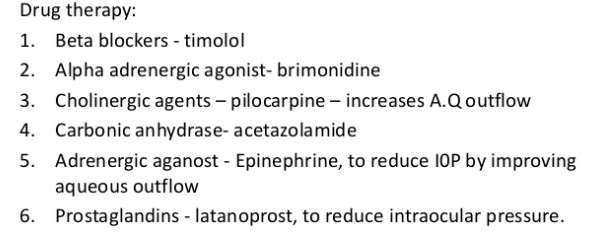 Drug therapy:
1. Beta blockers - timolol
2. Alpha adrenergic agonist- brimonidine
3. Cholinergic agents – pilocarpine – increases A.Q outflow
4. Carbonic anhydrase- acetazolamide
5. Adrenergic aganost - Epinephrine, to reduce IOP by improving
aqueous outflow
6. Prostaglandins - latanoprost, to reduce intraocular pressure.